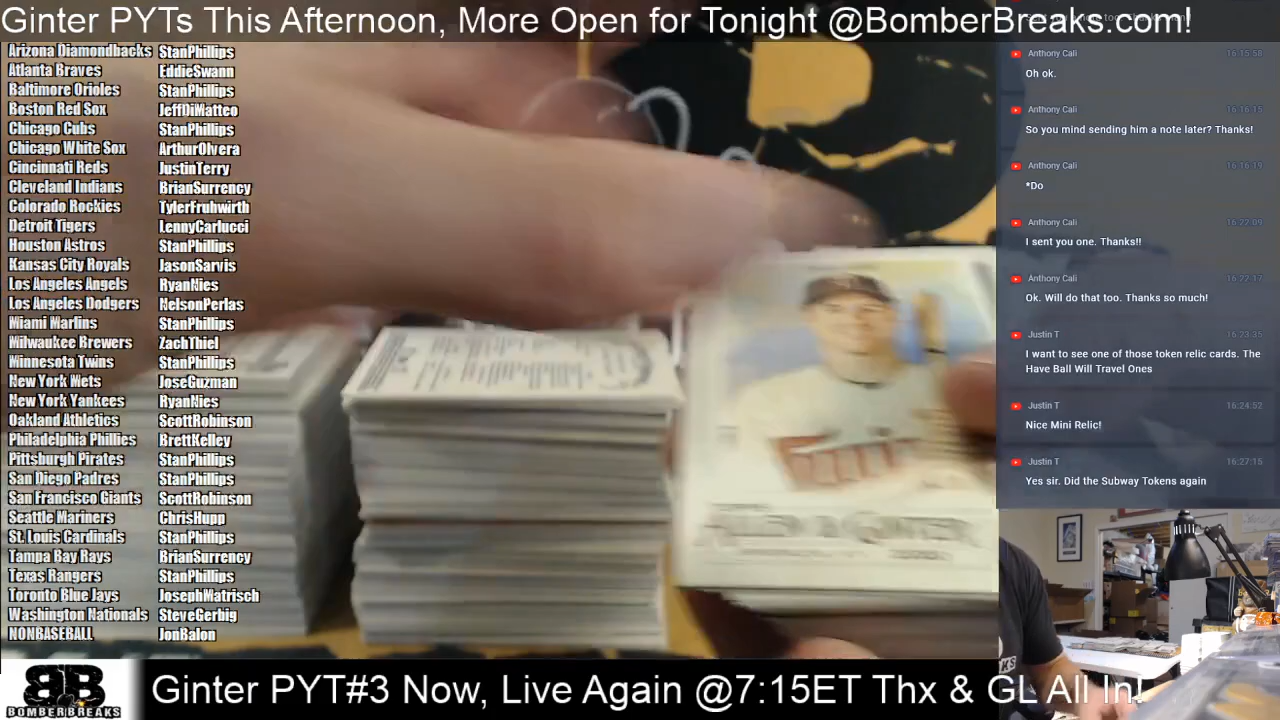 Ginter PYTs This Afternoon, More Open for Tonight @BomberBreaks.com!
Arizona Diamondbacks StanPhillips
Atlanta Braves EddieSwann
Baltimore Orioles StanPhillips
Boston Red Sox JeffDiMatteo
Chicago Cubs StanPhillips
Chicago White Sox ArthurOlvera
Cincinnati Reds JustinTerry
Cleveland Indians BrianSurrency
Colorado Rockies TylerFruhwirth
Detroit Tigers LennyCarlucci
Houston Astros StanPhillips
Kansas City Royals JasonSarvis
Los Angeles Angels RyanNies
Los Angeles Dodgers NelsonPerlas
Miami Marlins StanPhillips
Milwaukee Brewers ZachThiel
Minnesota Twins StanPhillips
New York Mets JoseGuzman
New York Yankees RyanNies
Oakland Athletics ScottRobinson
Philadelphia Phillies BrettKelley
Pittsburgh Pirates StanPhillips
San Diego Padres StanPhillips
San Francisco Giants ScottRobinson
Seattle Mariners ChrisHupp
St. Louis Cardinals StanPhillips
Tampa Bay Rays BrianSurrency
Texas Rangers StanPhillips
Toronto Blue Jays JosephMatrisch
Washington Nationals SteveGerbig
NONBASEBALL JonBalon
Anthony Cali 16:15:58
Oh ok.
Anthony Cali 16:16:15
So you mind sending him a note later? Thanks!
Anthony Cali 16:16:19
*Do
Anthony Cali 16:22:09
I sent you one. Thanks!!
Anthony Cali 16:22:17
Ok. Will do that too. Thanks so much!
Justin T 16:23:35
I want to see one of those token relic cards. The
Have Ball Will Travel Ones
Justin T 16:24:52
Nice Mini Relic!
Justin T 16:27:15
Yes sir. Did the Subway Tokens again
ALLEN & GINTER
BB
BOMBERBREAKS
Ginter PYT#3 Now, Live Again @7:15ET Thx & GL All In!